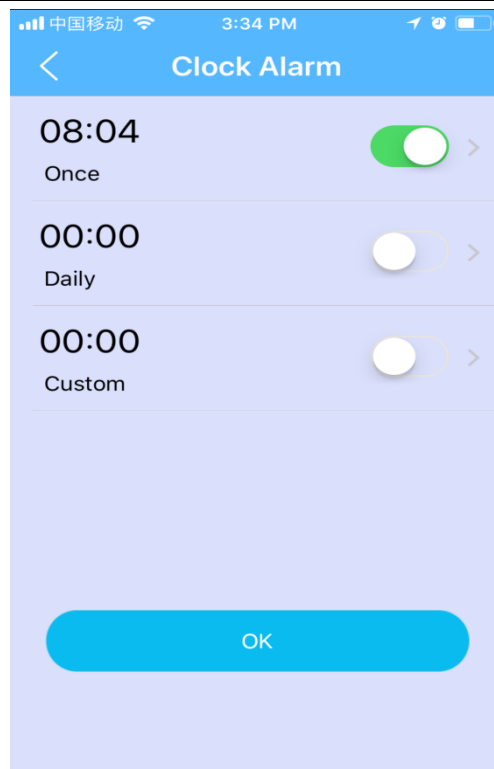 中国移动 3:34 PM
Clock Alarm
08:04
Once
00:00
Daily
00:00
Custom
OK